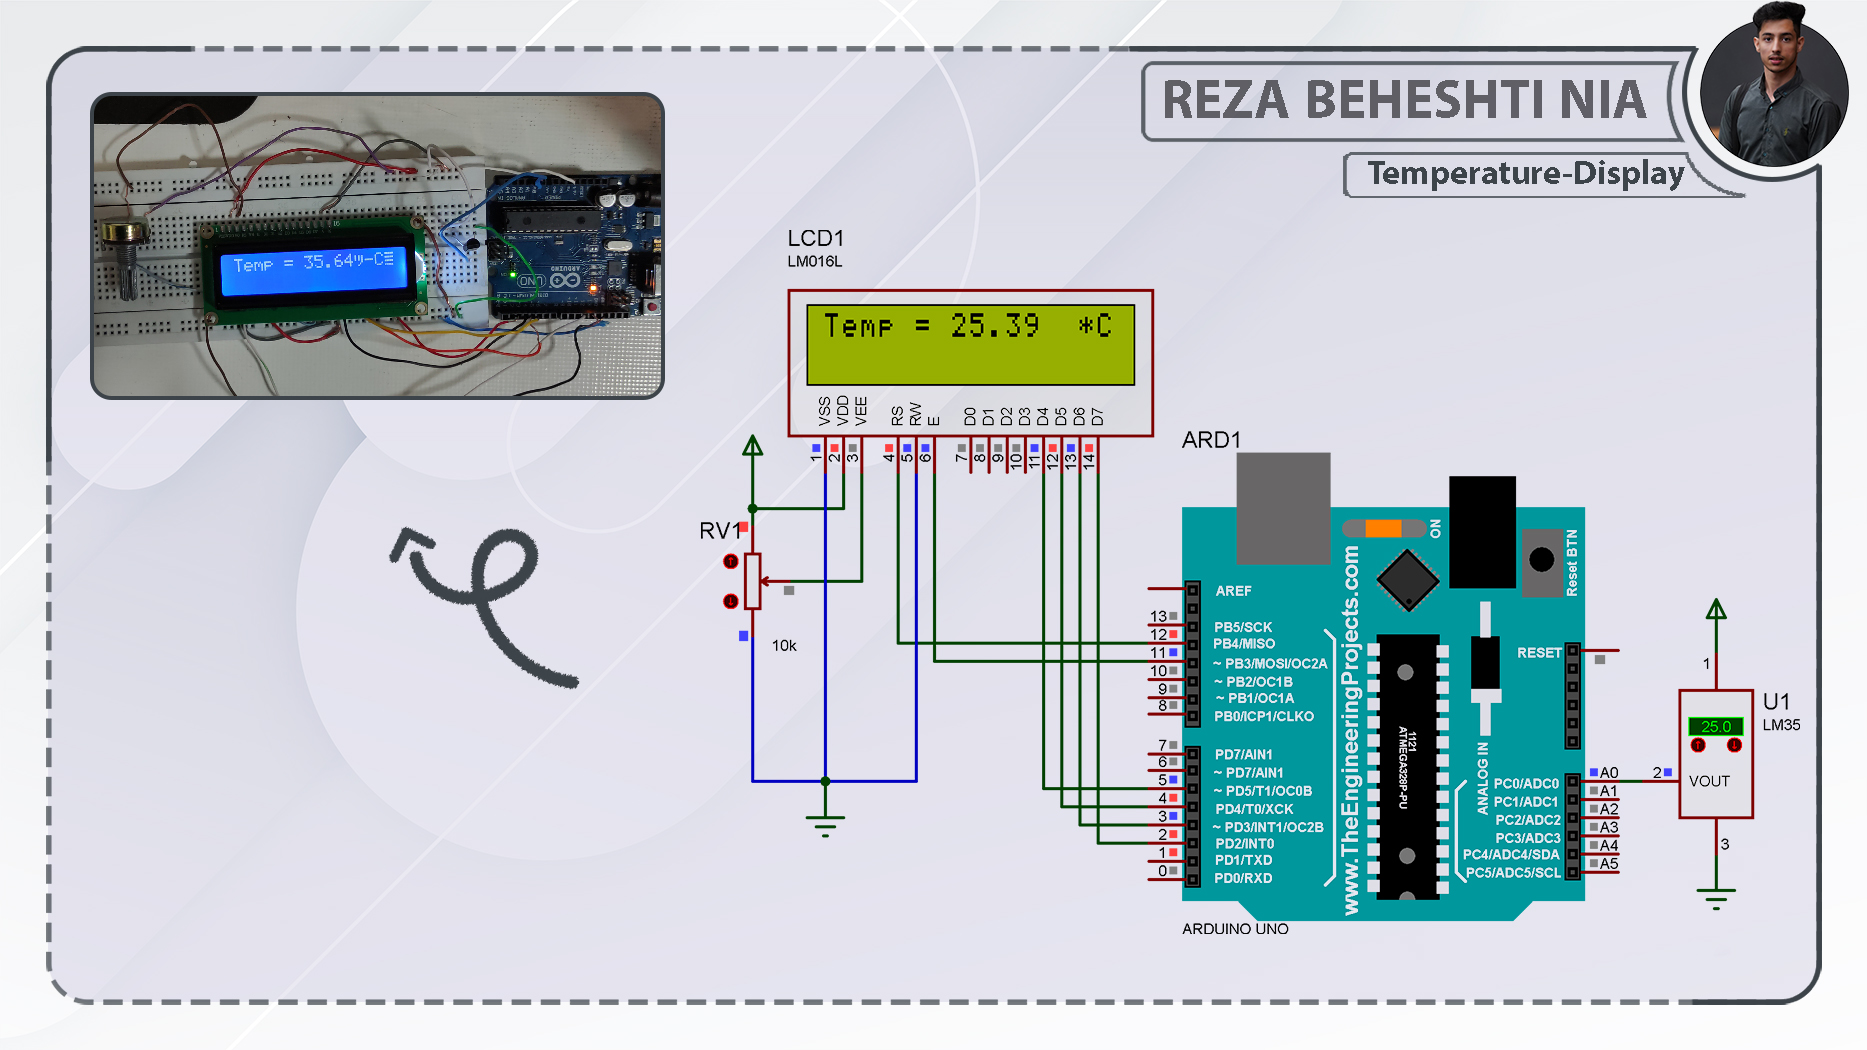 REZA BEHESHTI NIA
Temperature-Display
Temp = 35.64
UNO
ARDUINO
LCD1
LM016L
Temp = 25.39 *C
VSS
VDD
VEE
RS
RW
E
D0
D1
D2
D3
D4
D5
D6
D7
1
2
3
4
5
6
7
8
9
10
11
12
13
14
RV1
10k
ARD1
ON
Reset BTN
www.TheEngineeringProjects.com
AREF
13 PB5/SCK
12 PB4/MISO
11 ~ PB3/MOSI/OC2A
10 ~ PB2/OC1B
9 ~ PB1/OC1A
8 PB0/ICP1/CLKO
7 PD7/AIN1
6 ~ PD7/AIN1
5 ~ PD5/T1/OC0B
4 PD4/T0/XCK
3 ~ PD3/INT1/OC2B
2 PD2/INT0
1 PD1/TXD
0 PD0/RXD
1121
ATMEGA328P-PU
ANALOG IN
RESET
PC0/ADC0 A0
PC1/ADC1 A1
PC2/ADC2 A2
PC3/ADC3 A3
PC4/ADC4/SDA A4
PC5/ADC5/SCL A5
ARDUINO UNO
1
U1
LM35
25.0
2 VOUT
3